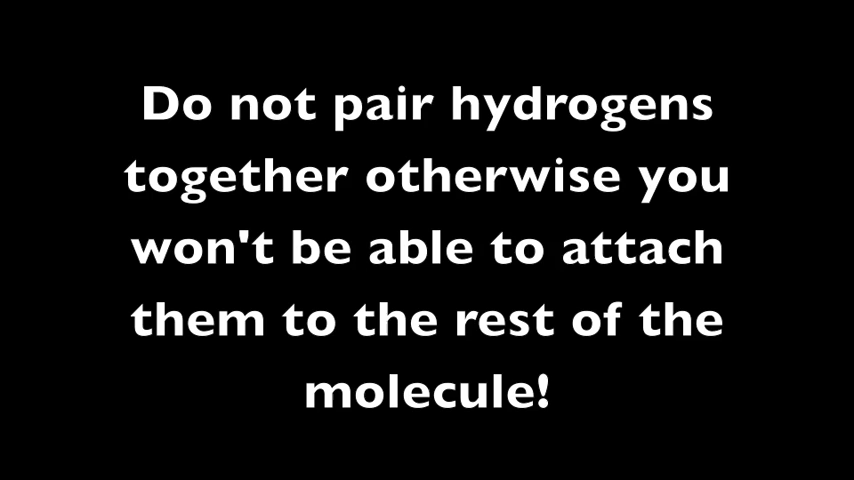 Do not pair hydrogens
together otherwise you
won't be able to attach
them to the rest of the
molecule!